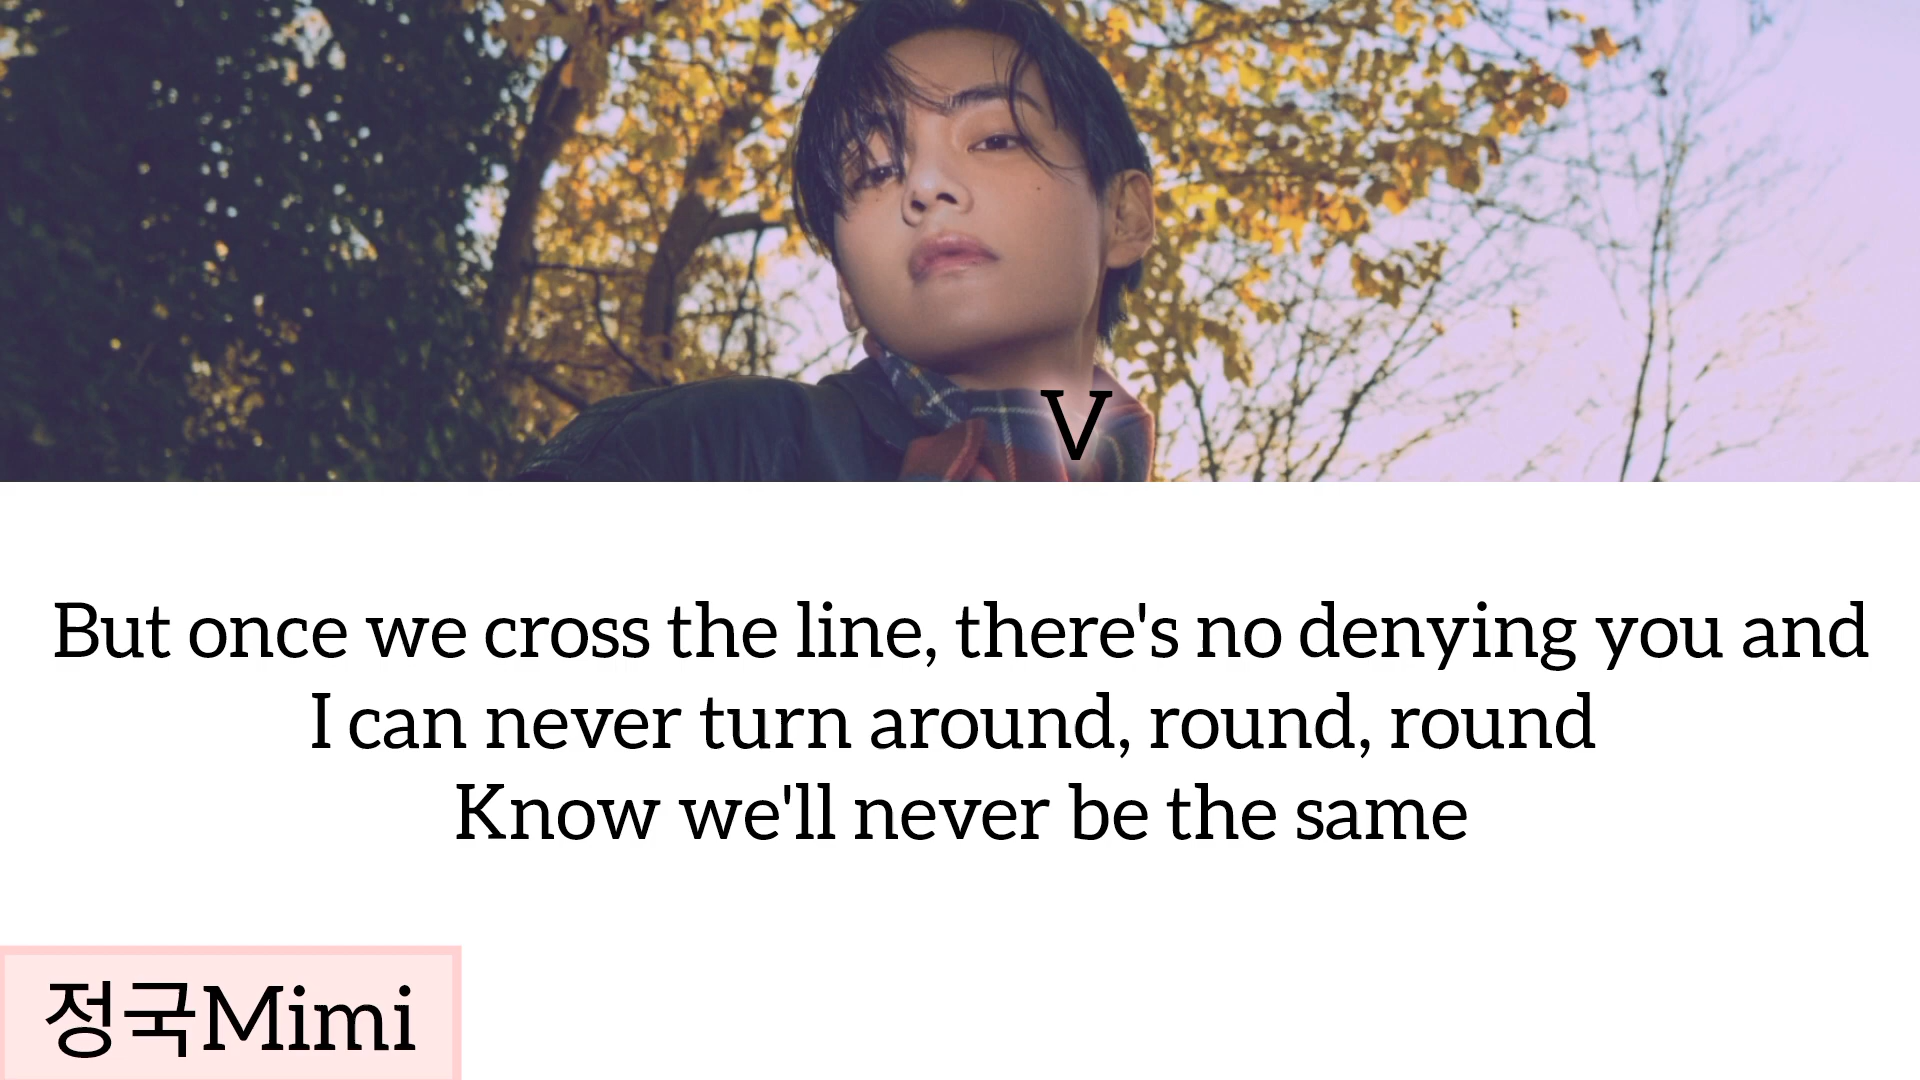 V
But once we cross the line, there's no denying you and
I can never turn around, round, round
Know we'll never be the same
정국Mimi